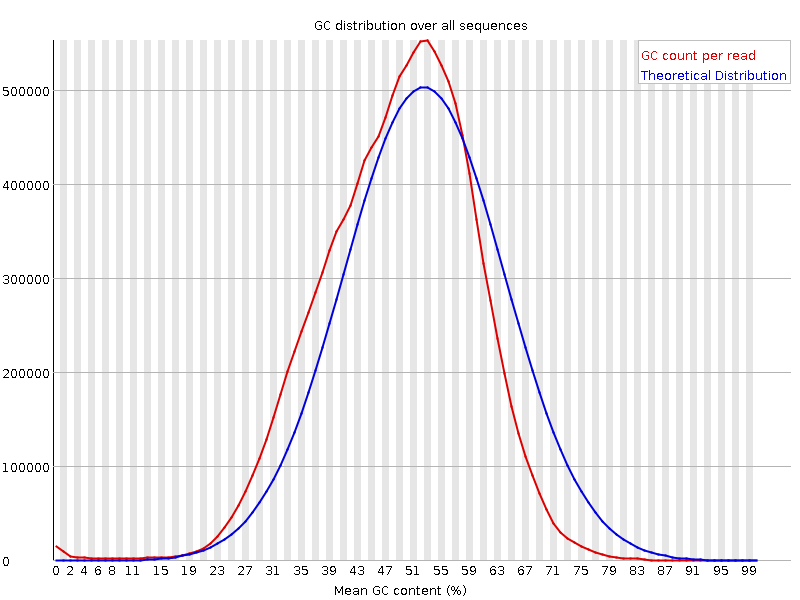 GC distribution over all sequences
GC count per read
Theoretical Distribution
500000
400000
300000
200000
100000
0
0 2 4 6 8 11 15 19 23 27 31 35 39 43 47 51 55 59 63 67 71 75 79 83 87 91 95 99
Mean GC content (%)